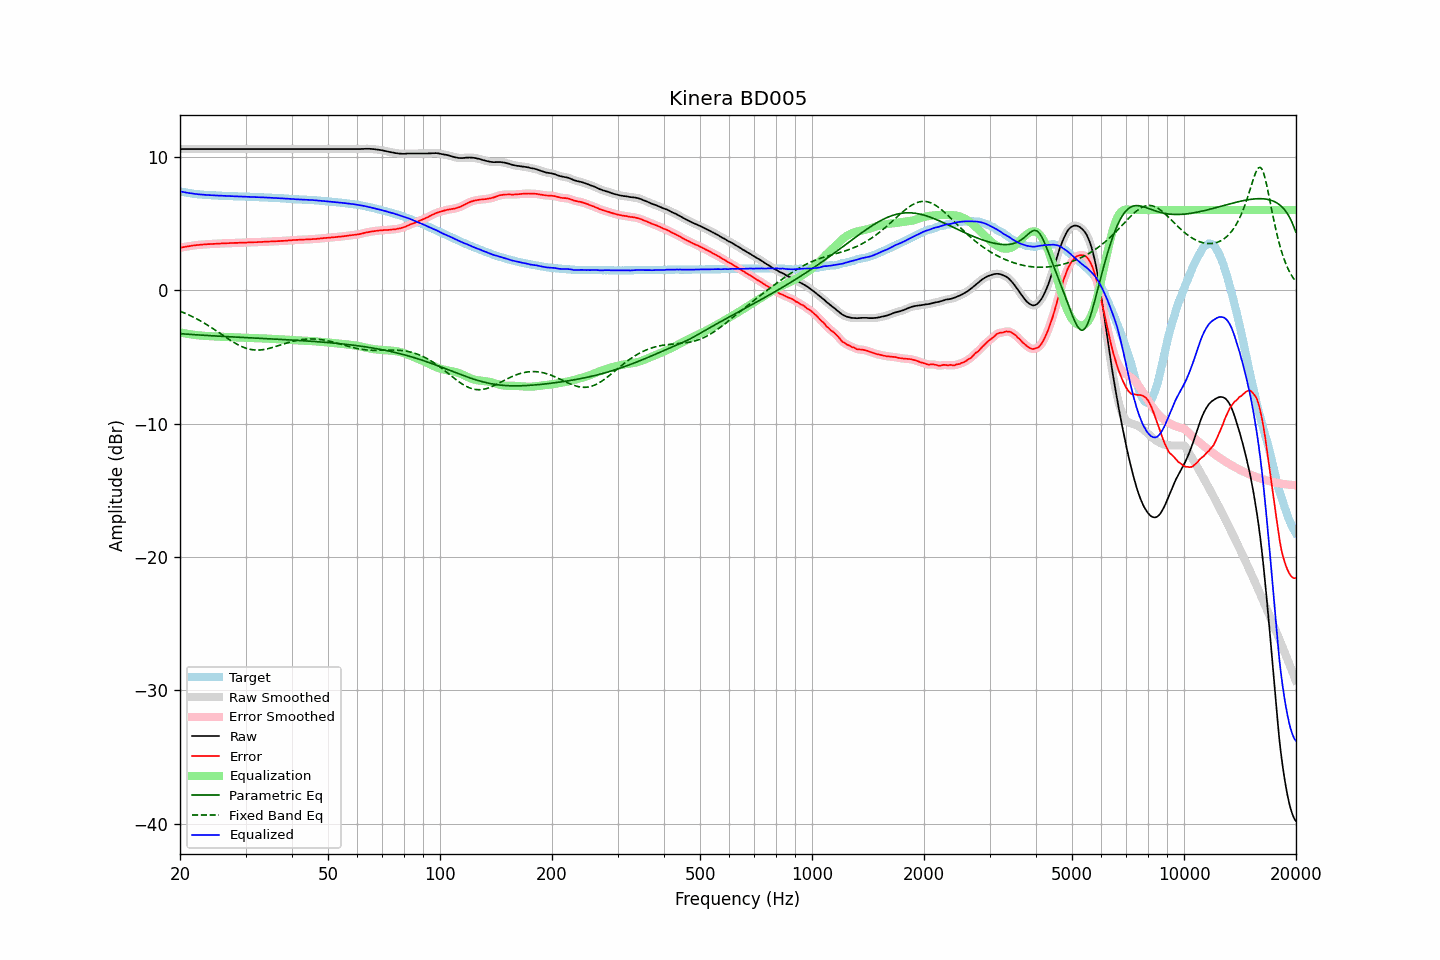 Kinera BD005
Amplitude (dBr)
10
0
−10
−20
−30
−40
Target
Raw Smoothed
Error Smoothed
Raw
Error
Equalization
Parametric Eq
Fixed Band Eq
Equalized
20 50 100 200 500 1000 2000 5000 10000 20000
Frequency (Hz)